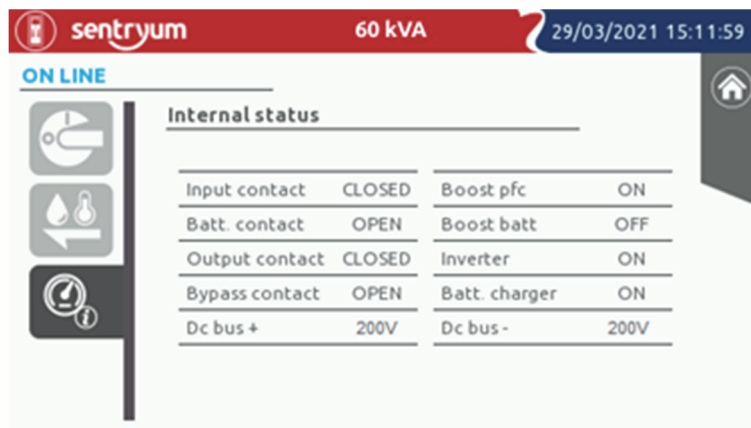 sentryum 60 kVA 29/03/2021 15:11:59
ON LINE
Internal status
Input contact CLOSED Boost pfc ON
Batt. contact OPEN Boost batt OFF
Output contact CLOSED Inverter ON
Bypass contact OPEN Batt. charger ON
Dc bus + 200V Dc bus - 200V